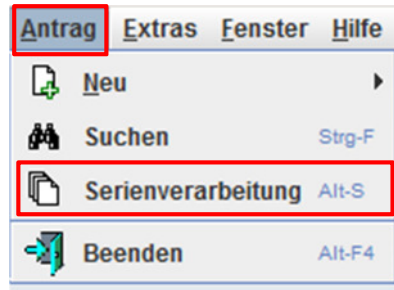 Antrag Extras Fenster Hilfe
Neu
Suchen Strg-F
Serienverarbeitung Alt-S
Beenden Alt-F4